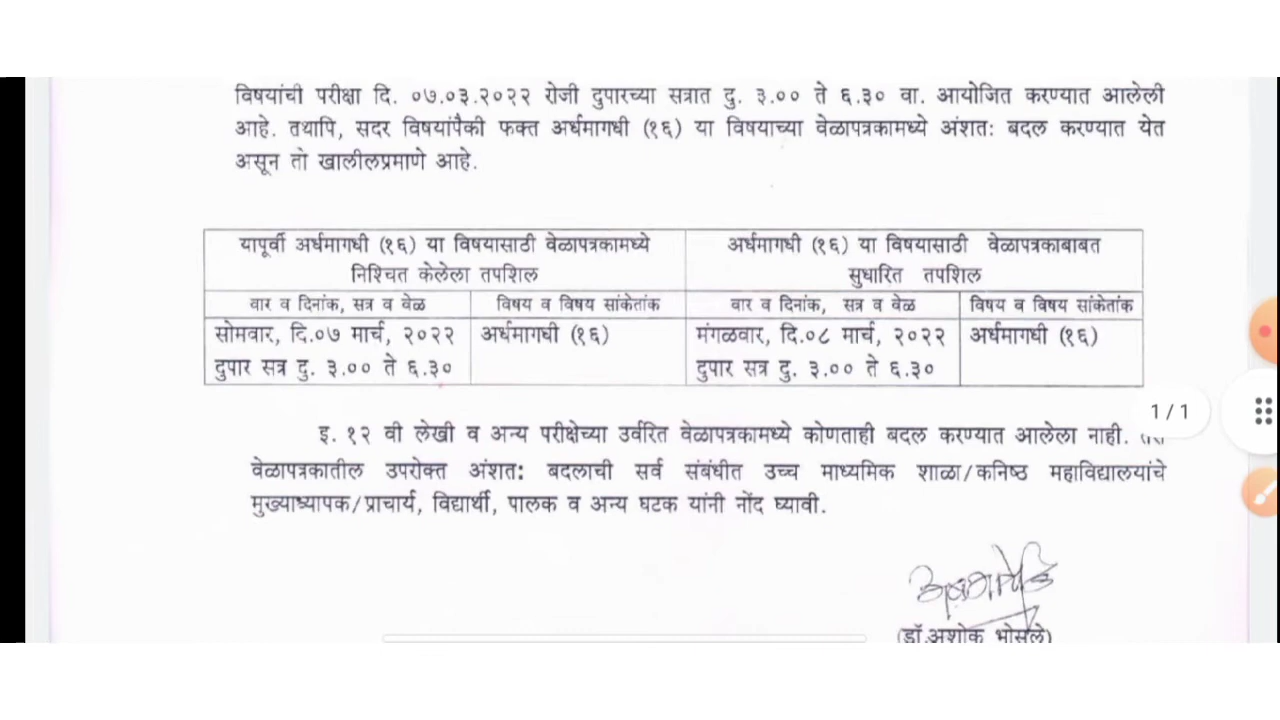 विषयांची परीक्षा दि. ०७.०३.२०२२ रोजी दुपारच्या सत्रात दु. ३.०० ते ६.३० वा. आयोजित करण्यात आलेली
आहे. तथापि, सदर विषयांपैकी फक्त अर्धमागधी (१६) या विषयाच्या वेळापत्रकामध्ये अंशतः बदल करण्यात येत
असून तो खालीलप्रमाणे आहे.
यापूर्वी अर्धमागधी (१६) या विषयासाठी वेळापत्रकामध्ये
निश्चित केलेला तपशिल
अर्धमागधी (१६) या विषयासाठी वेळापत्रकाबाबत
सुधारित तपशिल
वार व दिनांक, सत्र व वेळ
विषय व विषय सांकेतांक
वार व दिनांक, सत्र व वेळ
विषय व विषय सांकेतांक
सोमवार, दि.०७ मार्च, २०२२
दुपार सत्र दु. ३.०० ते ६.३०
अर्धमागधी (१६)
मंगळवार, दि.०८ मार्च, २०२२
दुपार सत्र दु. ३.०० ते ६.३०
अर्धमागधी (१६)
1 / 1
इ. १२ वी लेखी व अन्य परीक्षेच्या उर्वरित वेळापत्रकामध्ये कोणताही बदल करण्यात आलेला नाही.
वेळापत्रकातील उपरोक्त अंशतः बदलाची सर्व संबंधीत उच्च माध्यमिक शाळा/कनिष्ठ महाविद्यालयांचे
मुख्याध्यापक/प्राचार्य, विद्यार्थी, पालक व अन्य घटक यांनी नोंद घ्यावी.
(डॉ.अशोक भोसले)